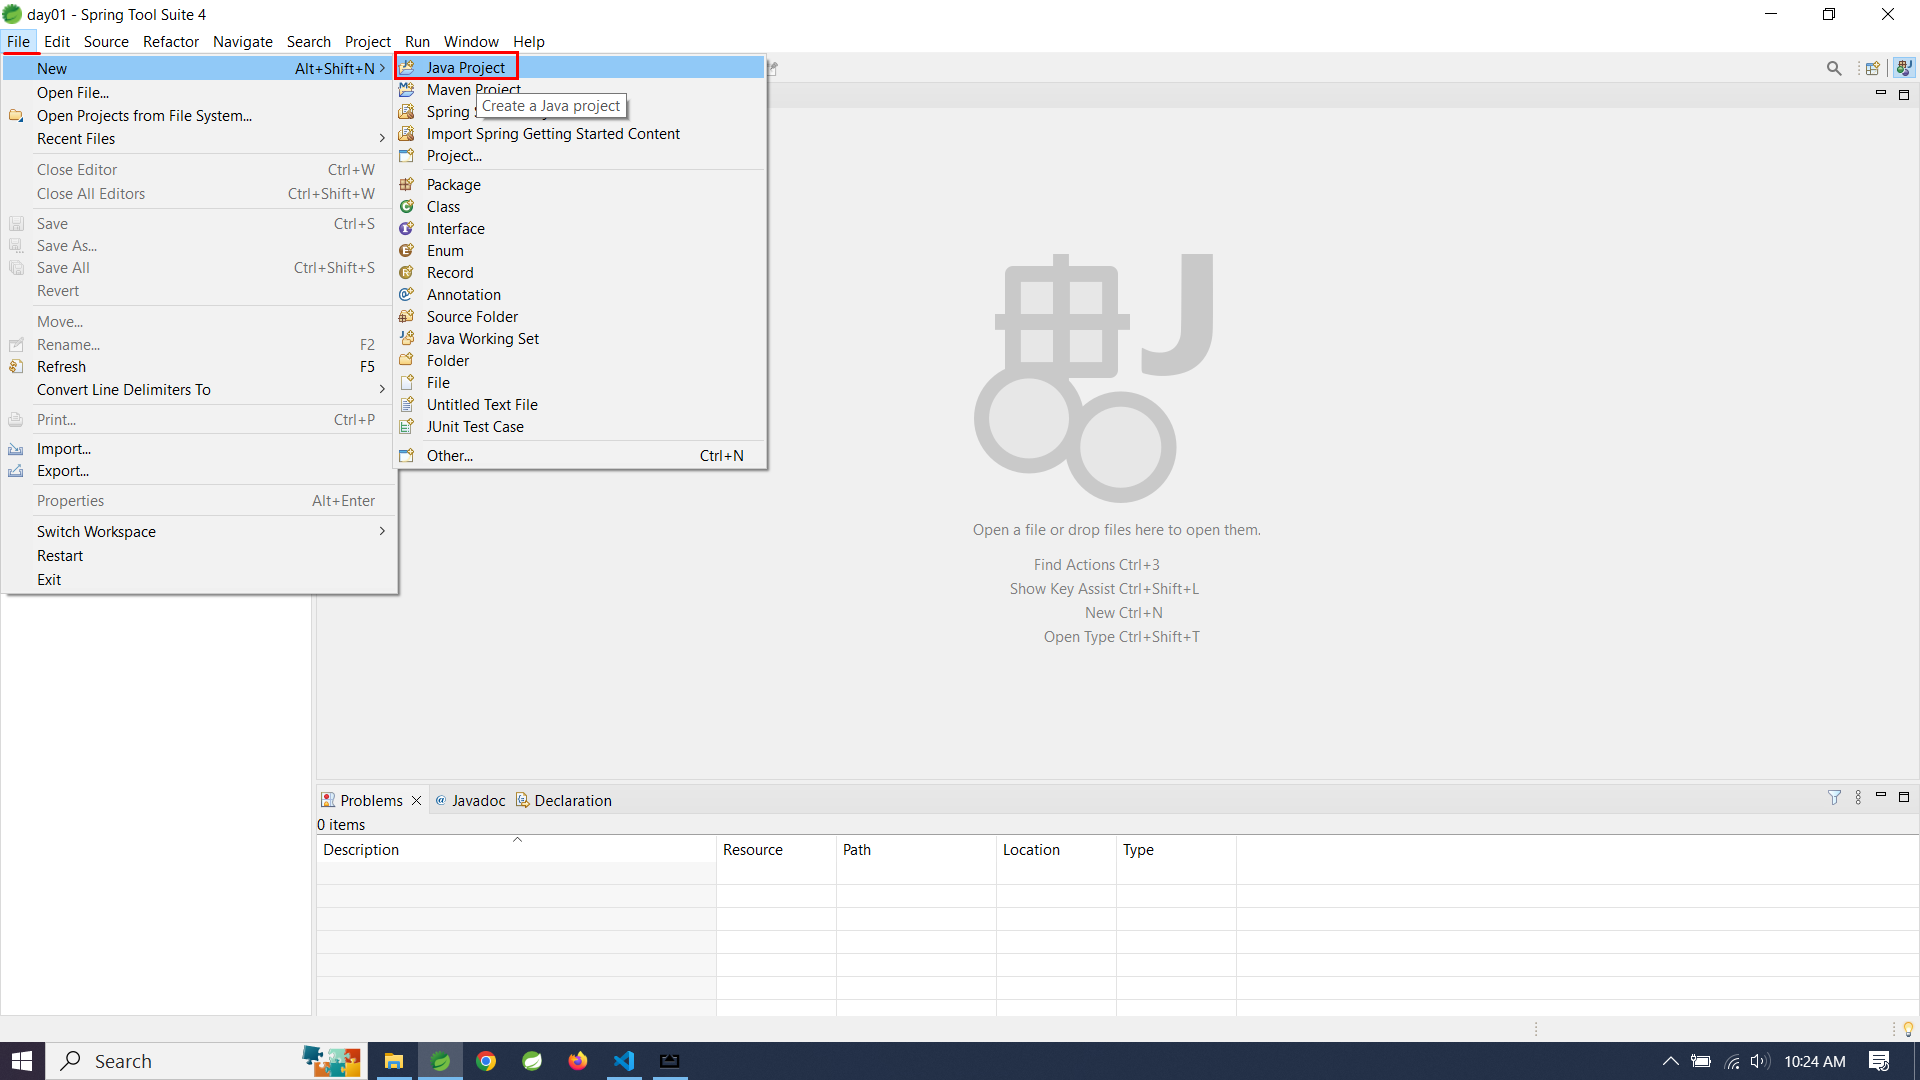 day01 - Spring Tool Suite 4
File Edit Source Refactor Navigate Search Project Run Window Help
New Alt+Shift+N
Open File...
Open Projects from File System...
Recent Files
Close Editor Ctrl+W
Close All Editors Ctrl+Shift+W
Save Ctrl+S
Save As...
Save All Ctrl+Shift+S
Revert
Move...
Rename... F2
Refresh F5
Convert Line Delimiters To
Print... Ctrl+P
Import...
Export...
Properties Alt+Enter
Switch Workspace
Restart
Exit
Java Project
Maven Project
Create a Java project
Spring
Import Spring Getting Started Content
Project...
Package
Class
Interface
Enum
Record
Annotation
Source Folder
Java Working Set
Folder
File
Untitled Text File
JUnit Test Case
Other... Ctrl+N
Open a file or drop files here to open them.
Find Actions Ctrl+3
Show Key Assist Ctrl+Shift+L
New Ctrl+N
Open Type Ctrl+Shift+T
Problems Javadoc Declaration
0 items
Description Resource Path Location Type
Search
10:24 AM